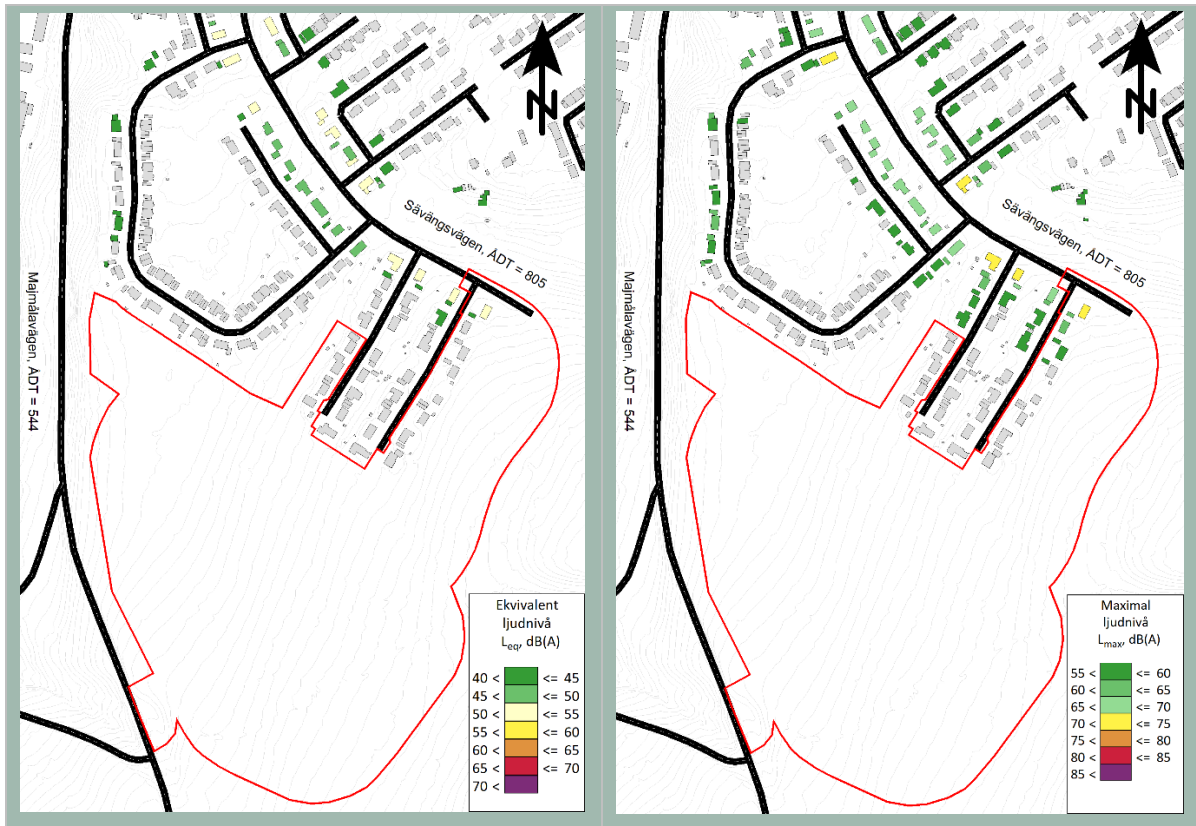 N
Sävängsvägen, ÅDT = 805
Majmålavägen, ÅDT = 544
Ekvivalent
ljudnivå
Leq, dB(A)
40 < <= 45
45 < <= 50
50 < <= 55
55 < <= 60
60 < <= 65
65 < <= 70
70 <
N
Sävängsvägen, ÅDT = 805
Majmålavägen, ÅDT = 544
Maximal
ljudnivå
Lmax, dB(A)
55 < <= 60
60 < <= 65
65 < <= 70
70 < <= 75
75 < <= 80
80 < <= 85
85 <